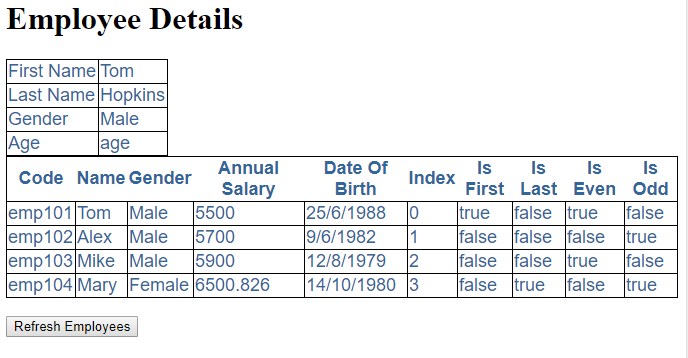 Employee Details
First Name Tom
Last Name Hopkins
Gender Male
Age age
Code Name Gender Annual Salary Date Of Birth Index Is First Is Last Is Even Is Odd
emp101 Tom Male 5500 25/6/1988 0 true false true false
emp102 Alex Male 5700 9/6/1982 1 false false false true
emp103 Mike Male 5900 12/8/1979 2 false false true false
emp104 Mary Female 6500.826 14/10/1980 3 false true false true
Refresh Employees